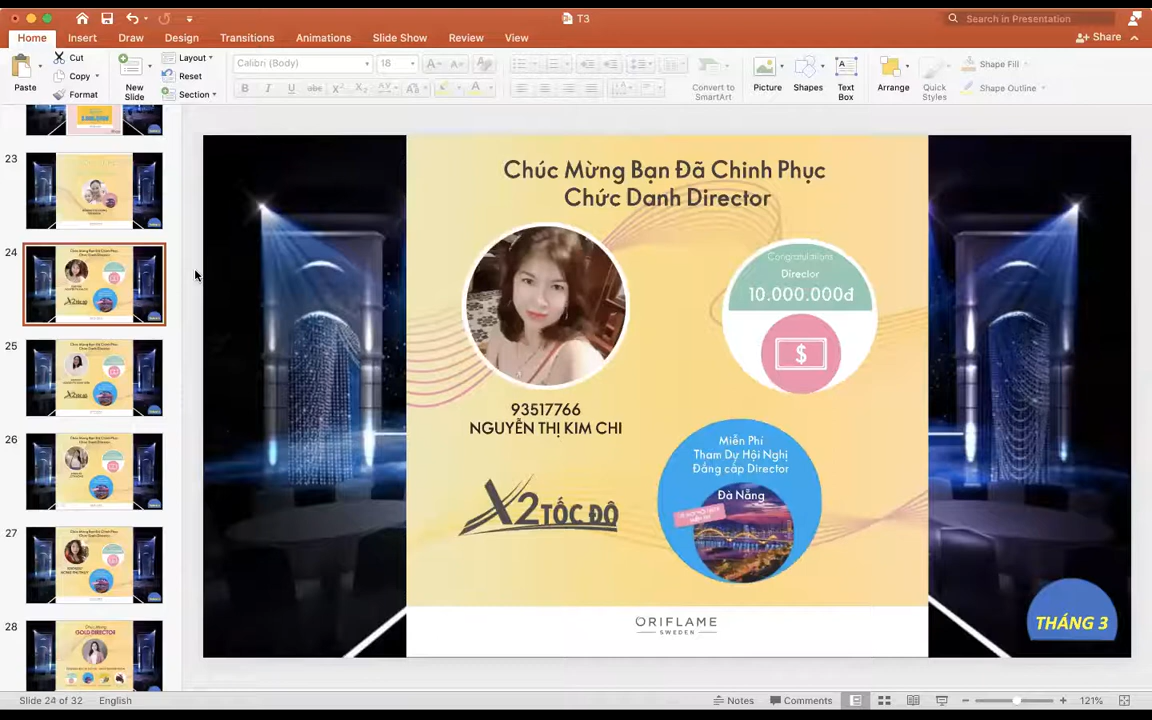 T3
Search in Presentation
Home
Insert
Draw
Design
Transitions
Animations
Slide Show
Review
View
Share
Paste
Cut
Copy
Format
New
Slide
Layout
Reset
Section
Calibri (Body)
18
Convert to
SmartArt
Picture
Shapes
Text
Box
Arrange
Quick
Styles
Shape Fill
Shape Outline
23
24
25
26
27
28
GOLD DIRECTOR
Chúc Mừng Bạn Đã Chinh Phục
Chức Danh Director
Congratulations
Director
10.000.000đ
$
93517766
NGUYỄN THỊ KIM CHI
X2 TỐC ĐỘ
Miễn Phí
Tham Dự Hội Nghị
Đẳng cấp Director
Đà Nẵng
ORIFLAME
SWEDEN
THÁNG 3
Slide 24 of 32
English
Notes
Comments
121%